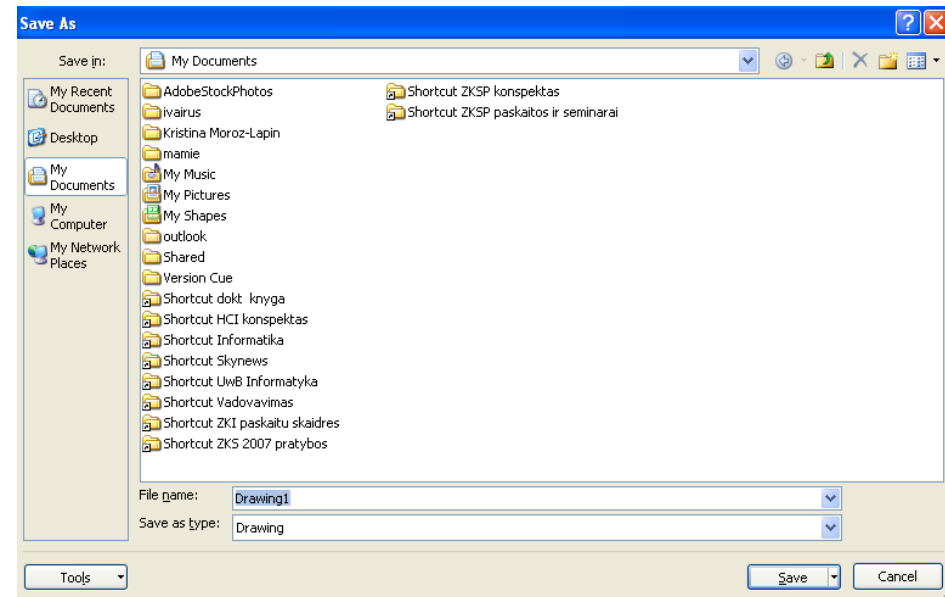 Save As
Save in:
My Documents
My Recent
Documents
Desktop
My
Documents
My
Computer
My Network
Places
AdobeStockPhotos
ivairus
Kristina Moroz-Lapin
mamie
My Music
My Pictures
My Shapes
outlook
Shared
Version Cue
Shortcut dokt  knyga
Shortcut HCI konspektas
Shortcut Informatika
Shortcut Skynews
Shortcut UwB Informatyka
Shortcut Vadovavimas
Shortcut ZKI paskaitu skaidres
Shortcut ZKS 2007 pratybos
Shortcut ZKSP konspektas
Shortcut ZKSP paskaitos ir seminarai
File name:
Drawing1
Save as type:
Drawing
Tools
Save
Cancel